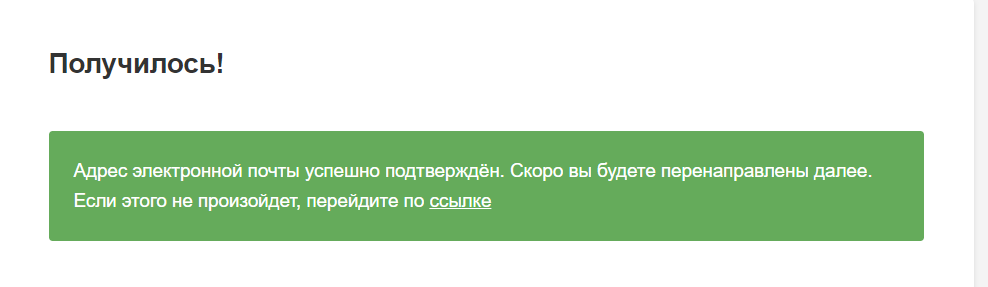 Получилось!
Адрес электронной почты успешно подтверждён. Скоро вы будете перенаправлены далее.
Если этого не произойдет, перейдите по ссылке